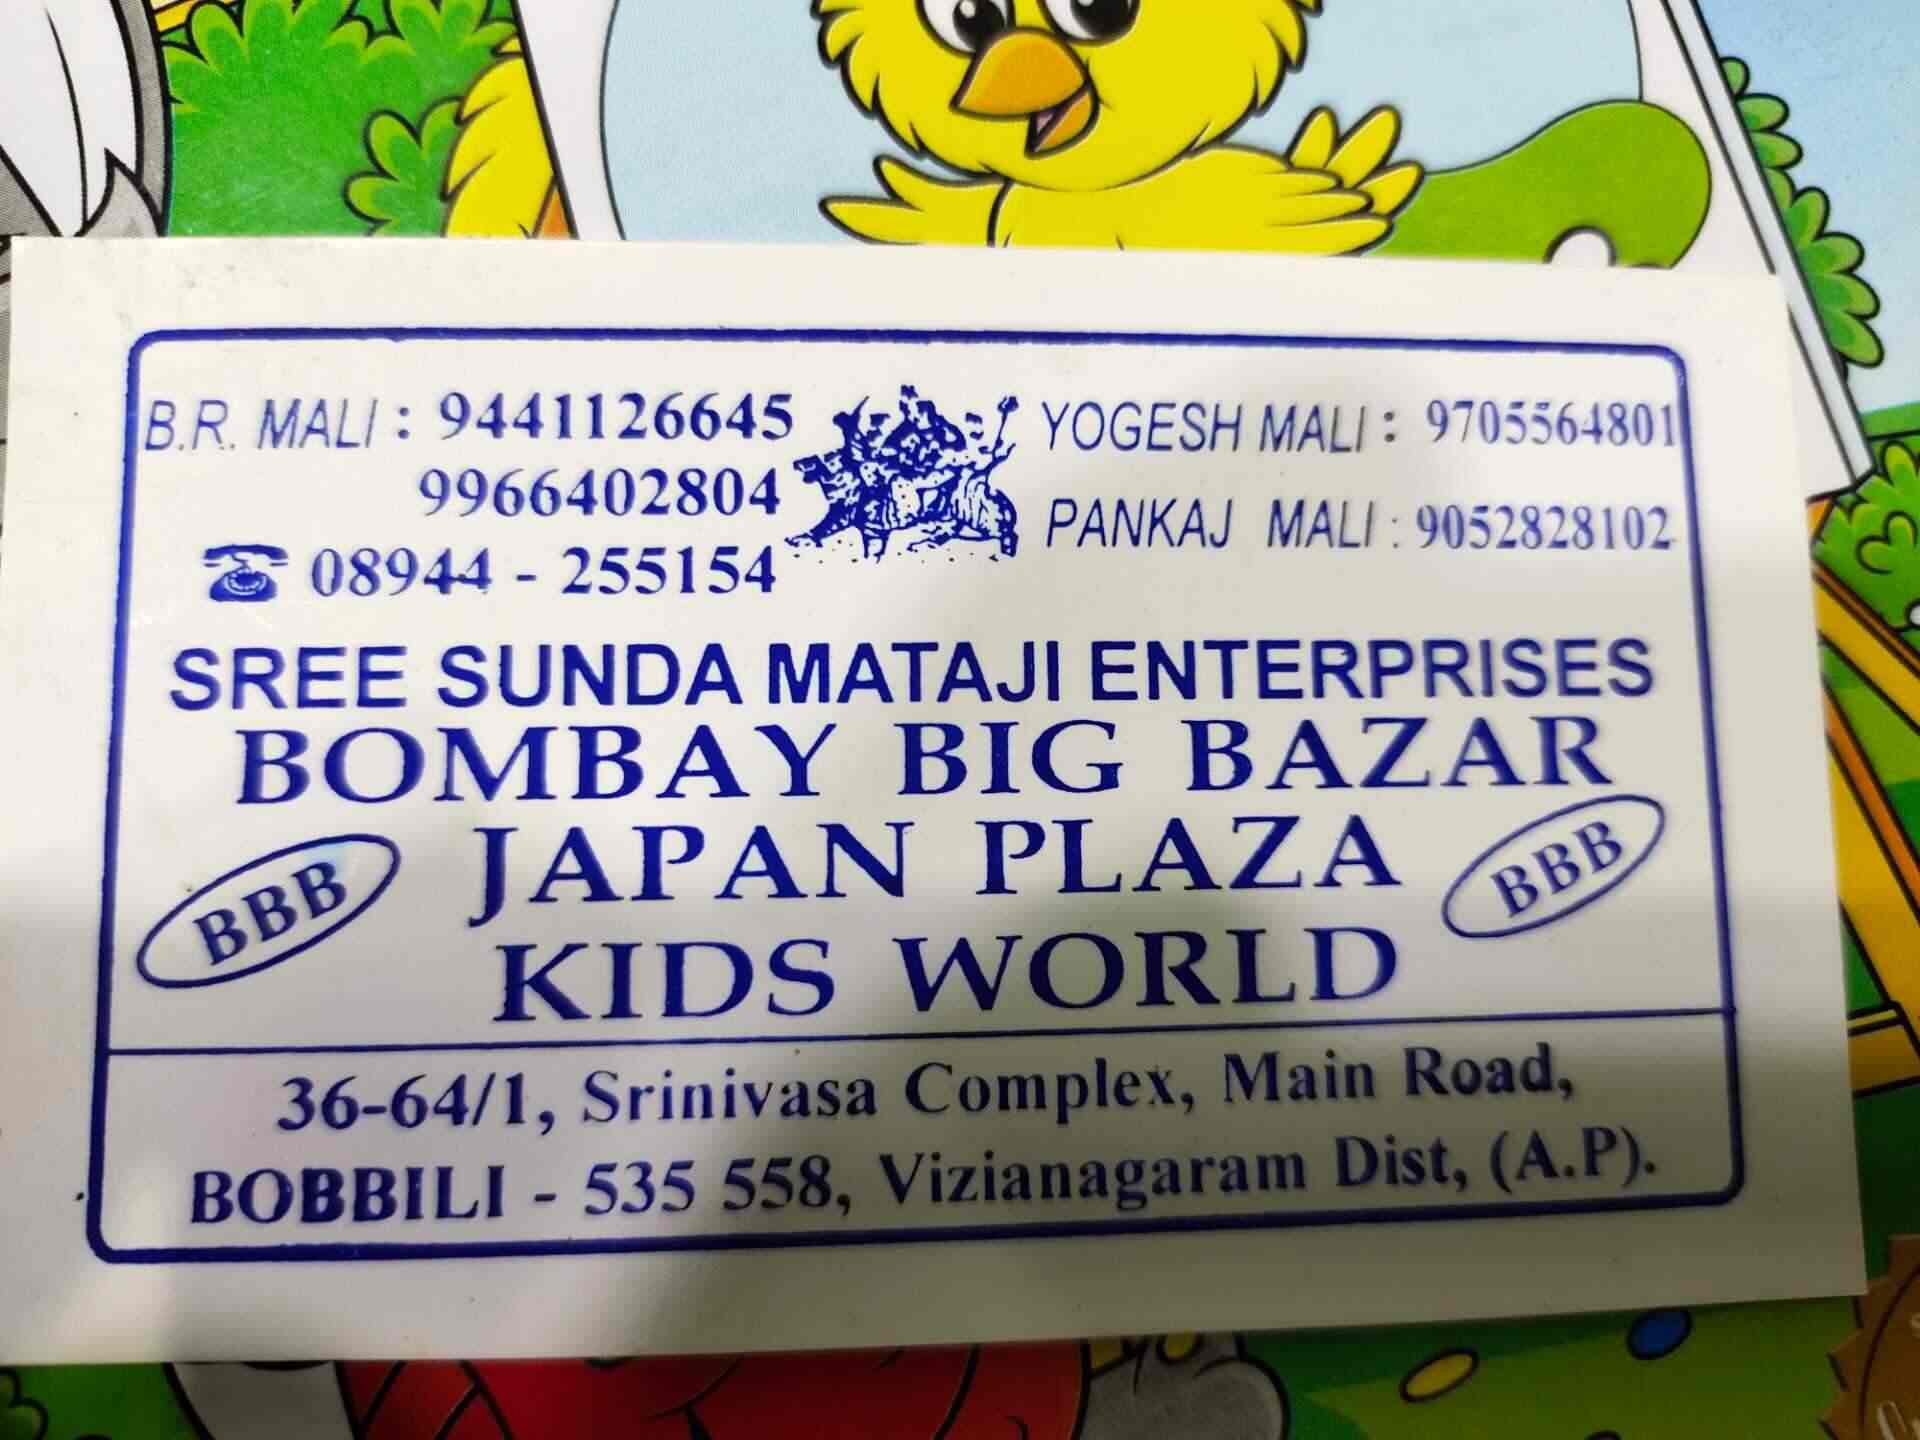 B.R. MALI : 9441126645
9966402804
08944 - 255154
YOGESH MALI : 9705564801
PANKAJ MALI : 9052828102
SREE SUNDA MATAJI ENTERPRISES
BOMBAY BIG BAZAR
JAPAN PLAZA
BBB
BBB
KIDS WORLD
36-64/1, Srinivasa Complex, Main Road,
BOBBILI - 535 558, Vizianagaram Dist, (A.P).